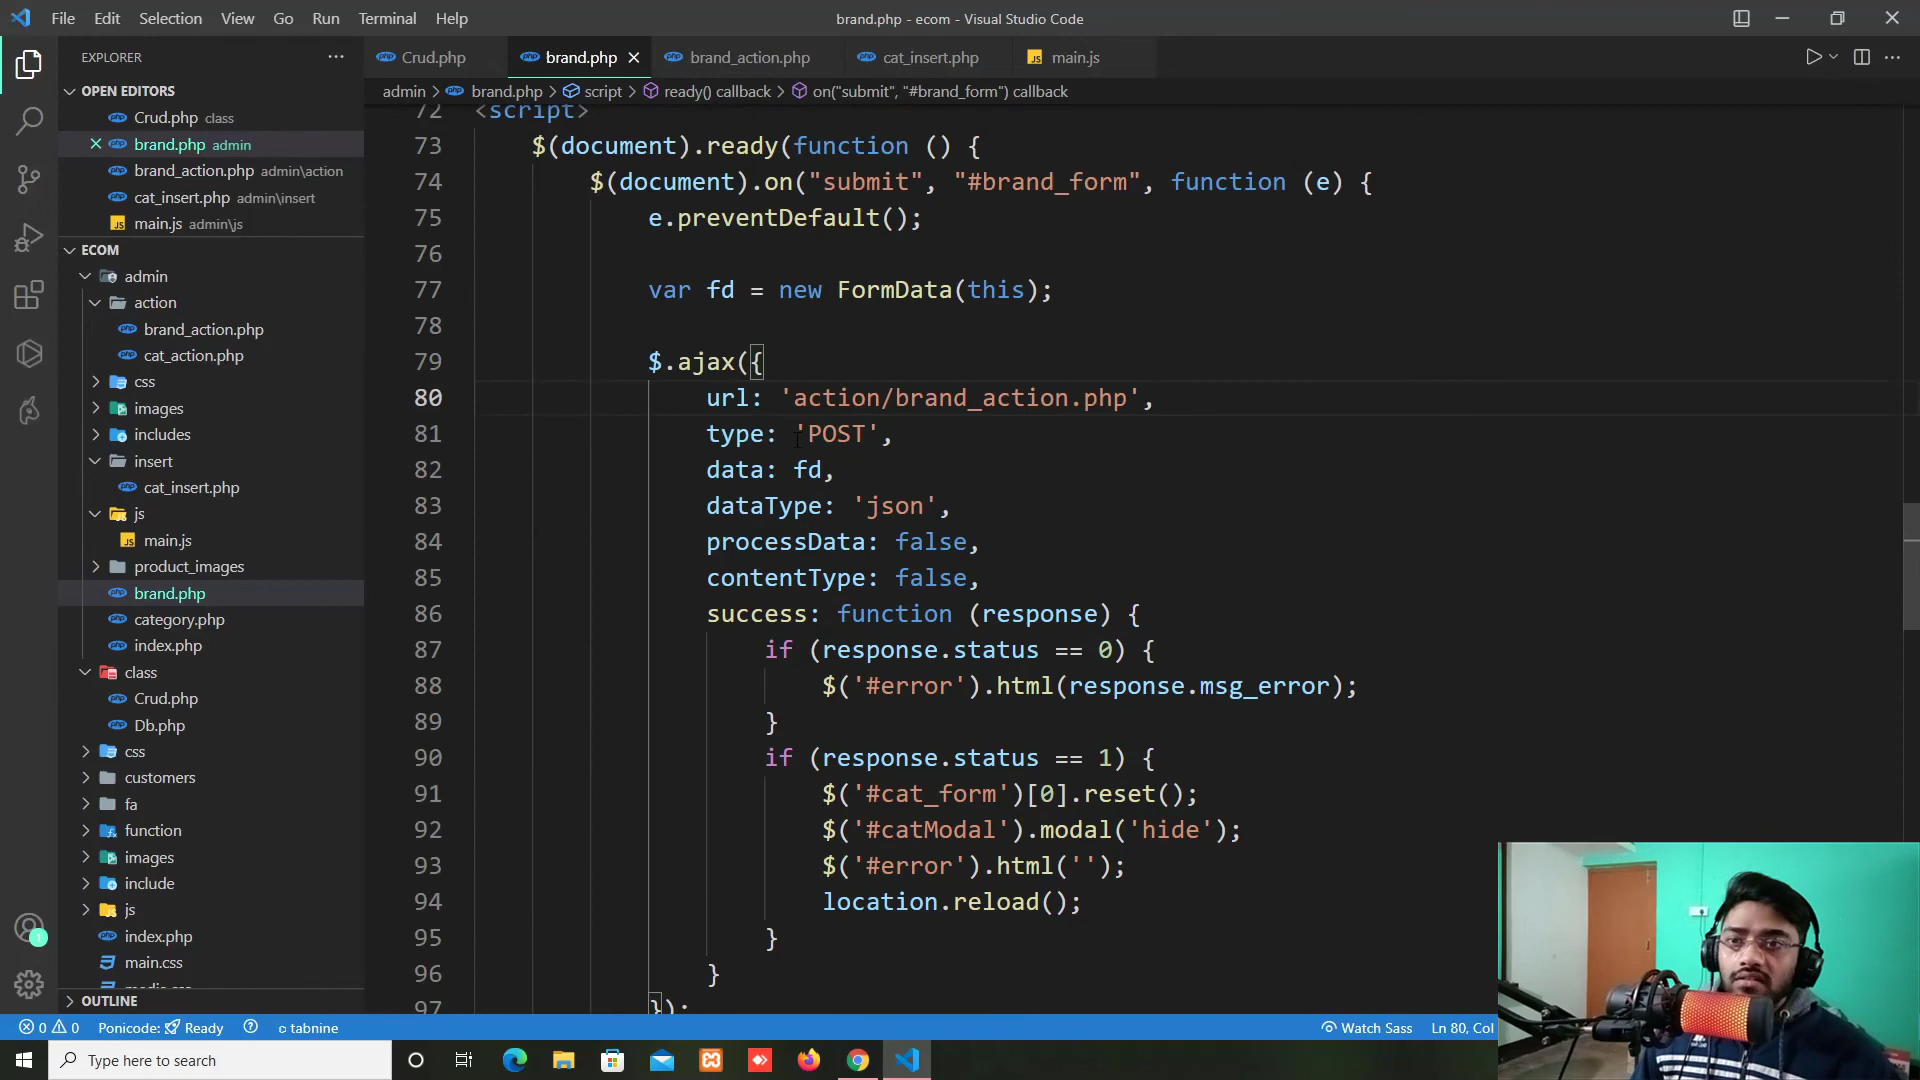 File Edit Selection View Go Run Terminal Help
brand.php - ecom - Visual Studio Code
EXPLORER
OPEN EDITORS
Crud.php class
brand.php admin
brand_action.php admin\action
cat_insert.php admin\insert
main.js admin\js
ECOM
admin
action
brand_action.php
cat_action.php
css
images
includes
insert
cat_insert.php
js
main.js
product_images
brand.php
category.php
index.php
class
Crud.php
Db.php
css
customers
fa
function
images
include
js
index.php
main.css
OUTLINE
Crud.php brand.php brand_action.php cat_insert.php main.js
admin > brand.php > script > ready() callback > on("submit", "#brand_form") callback
72 <script>
73 $(document).ready(function () {
74 $(document).on("submit", "#brand_form", function (e) {
75 e.preventDefault();
76
77 var fd = new FormData(this);
78
79 $.ajax({
80 url: 'action/brand_action.php',
81 type: 'POST',
82 data: fd,
83 dataType: 'json',
84 processData: false,
85 contentType: false,
86 success: function (response) {
87 if (response.status == 0) {
88 $('#error').html(response.msg_error);
89 }
90 if (response.status == 1) {
91 $('#cat_form')[0].reset();
92 $('#catModal').modal('hide');
93 $('#error').html('');
94 location.reload();
95 }
96 }
97 });
0 0 Ponicode: Ready tabnine
Watch Sass Ln 80, Col
Type here to search